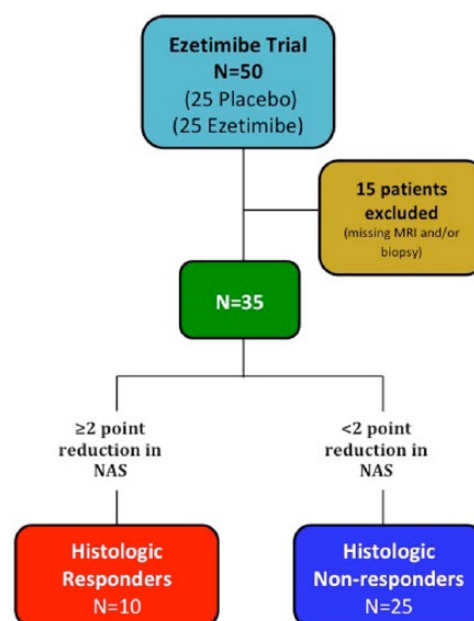 Ezetimibe Trial
N=50
(25 Placebo)
(25 Ezetimibe)
15 patients
excluded
(missing MRI and/or
biopsy)
N=35
≥2 point
reduction in
NAS
<2 point
reduction in
NAS
Histologic
Responders
N=10
Histologic
Non-responders
N=25